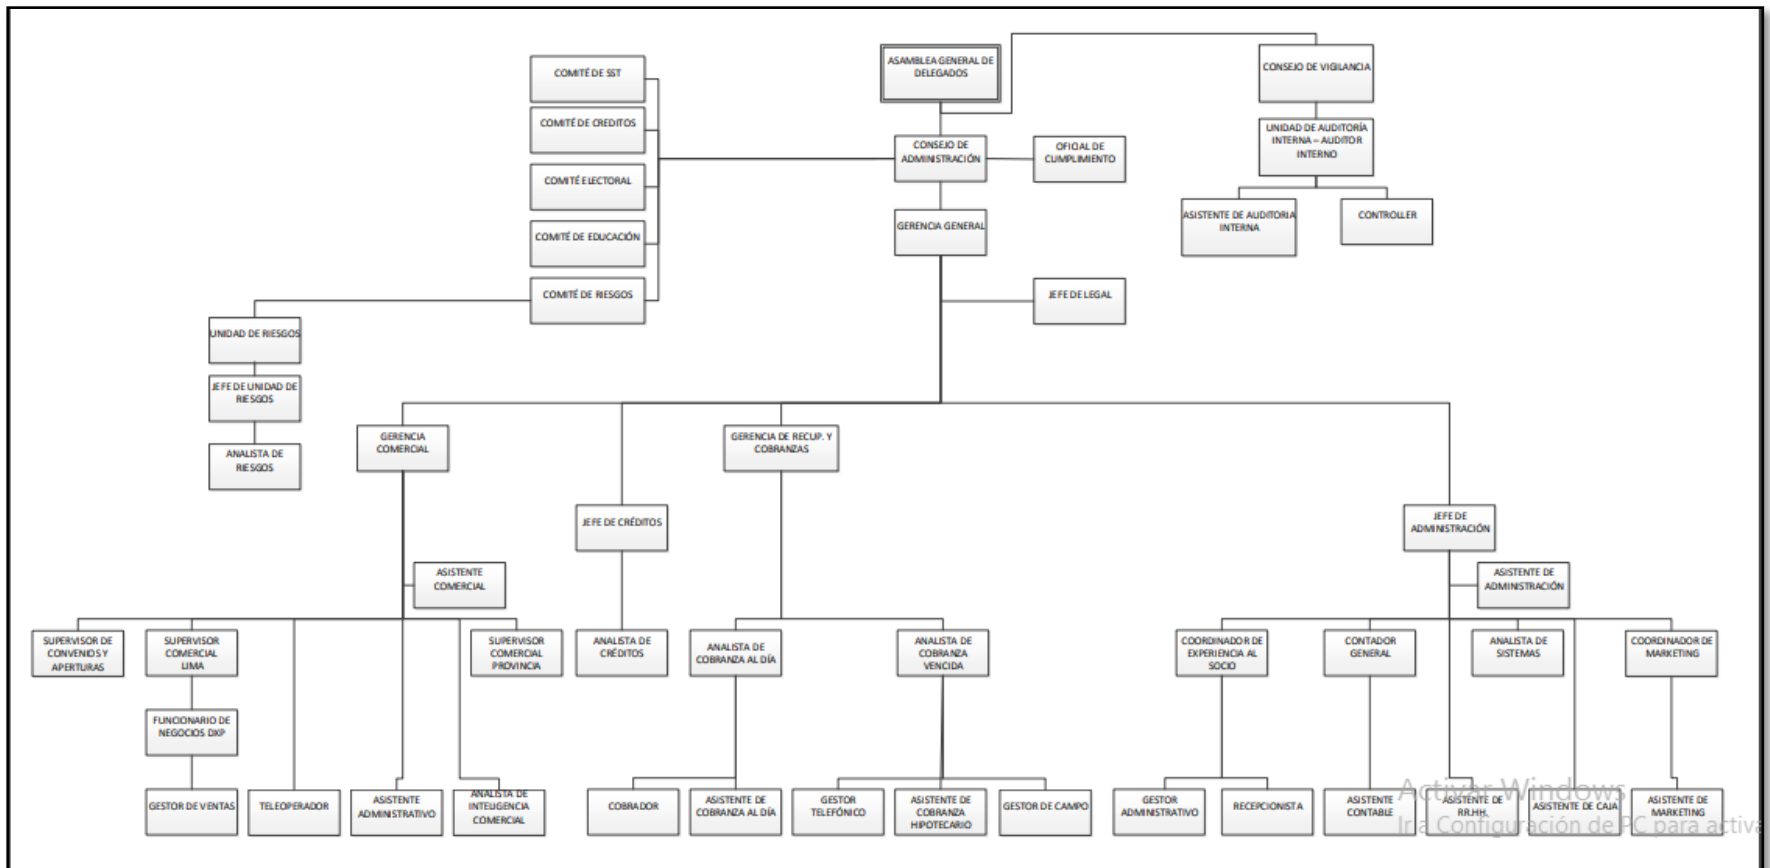 ASAMBLEA GENERAL DE
DELEGADOS
CONSEJO DE VIGILANCIA
COMITÉ DE SST
COMITÉ DE CREDITOS
UNIDAD DE AUDITORÍA
INTERNA – AUDITOR
INTERNO
CONSEJO DE
ADMINISTRACIÓN
OFICIAL DE
CUMPLIMIENTO
COMITÉ ELECTORAL
ASISTENTE DE AUDITORIA
INTERNA
CONTROLLER
GERENCIA GENERAL
COMITÉ DE EDUCACIÓN
COMITÉ DE RIESGOS
JEFE DE LEGAL
UNIDAD DE RIESGOS
JEFE DE UNIDAD DE
RIESGOS
ANALISTA DE
RIESGOS
GERENCIA
COMERCIAL
GERENCIA DE RECUP. Y
COBRANZAS
JEFE DE CRÉDITOS
JEFE DE
ADMINISTRACIÓN
ASISTENTE
COMERCIAL
ASISTENTE DE
ADMINISTRACIÓN
SUPERVISOR DE
CONVENIOS Y
APERTURAS
SUPERVISOR
COMERCIAL
LIMA
SUPERVISOR
COMERCIAL
PROVINCIA
ANALISTA DE
CRÉDITOS
ANALISTA DE
COBRANZA AL DÍA
ANALISTA DE
COBRANZA
VENCIDA
COORDINADOR DE
EXPERIENCIA AL
SOCIO
CONTADOR
GENERAL
ANALISTA DE
SISTEMAS
COORDINADOR DE
MARKETING
FUNCIONARIO DE
NEGOCIOS DXP
GESTOR DE VENTAS
TELEOPERADOR
ASISTENTE
ADMINISTRATIVO
ANALISTA DE
INTELIGENCIA
COMERCIAL
COBRADOR
ASISTENTE DE
COBRANZA AL DÍA
GESTOR
TELEFÓNICO
ASISTENTE DE
COBRANZA
HIPOTECARIO
GESTOR DE CAMPO
GESTOR
ADMINISTRATIVO
RECEPCIONISTA
ASISTENTE
CONTABLE
ASISTENTE DE
RR.HH.
ASISTENTE DE CAJA
ASISTENTE DE
MARKETING
Activar Windows
Ir a Configuración de PC para activa